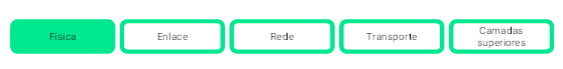 Física
Enlace
Rede
Transporte
Camadas
superiores